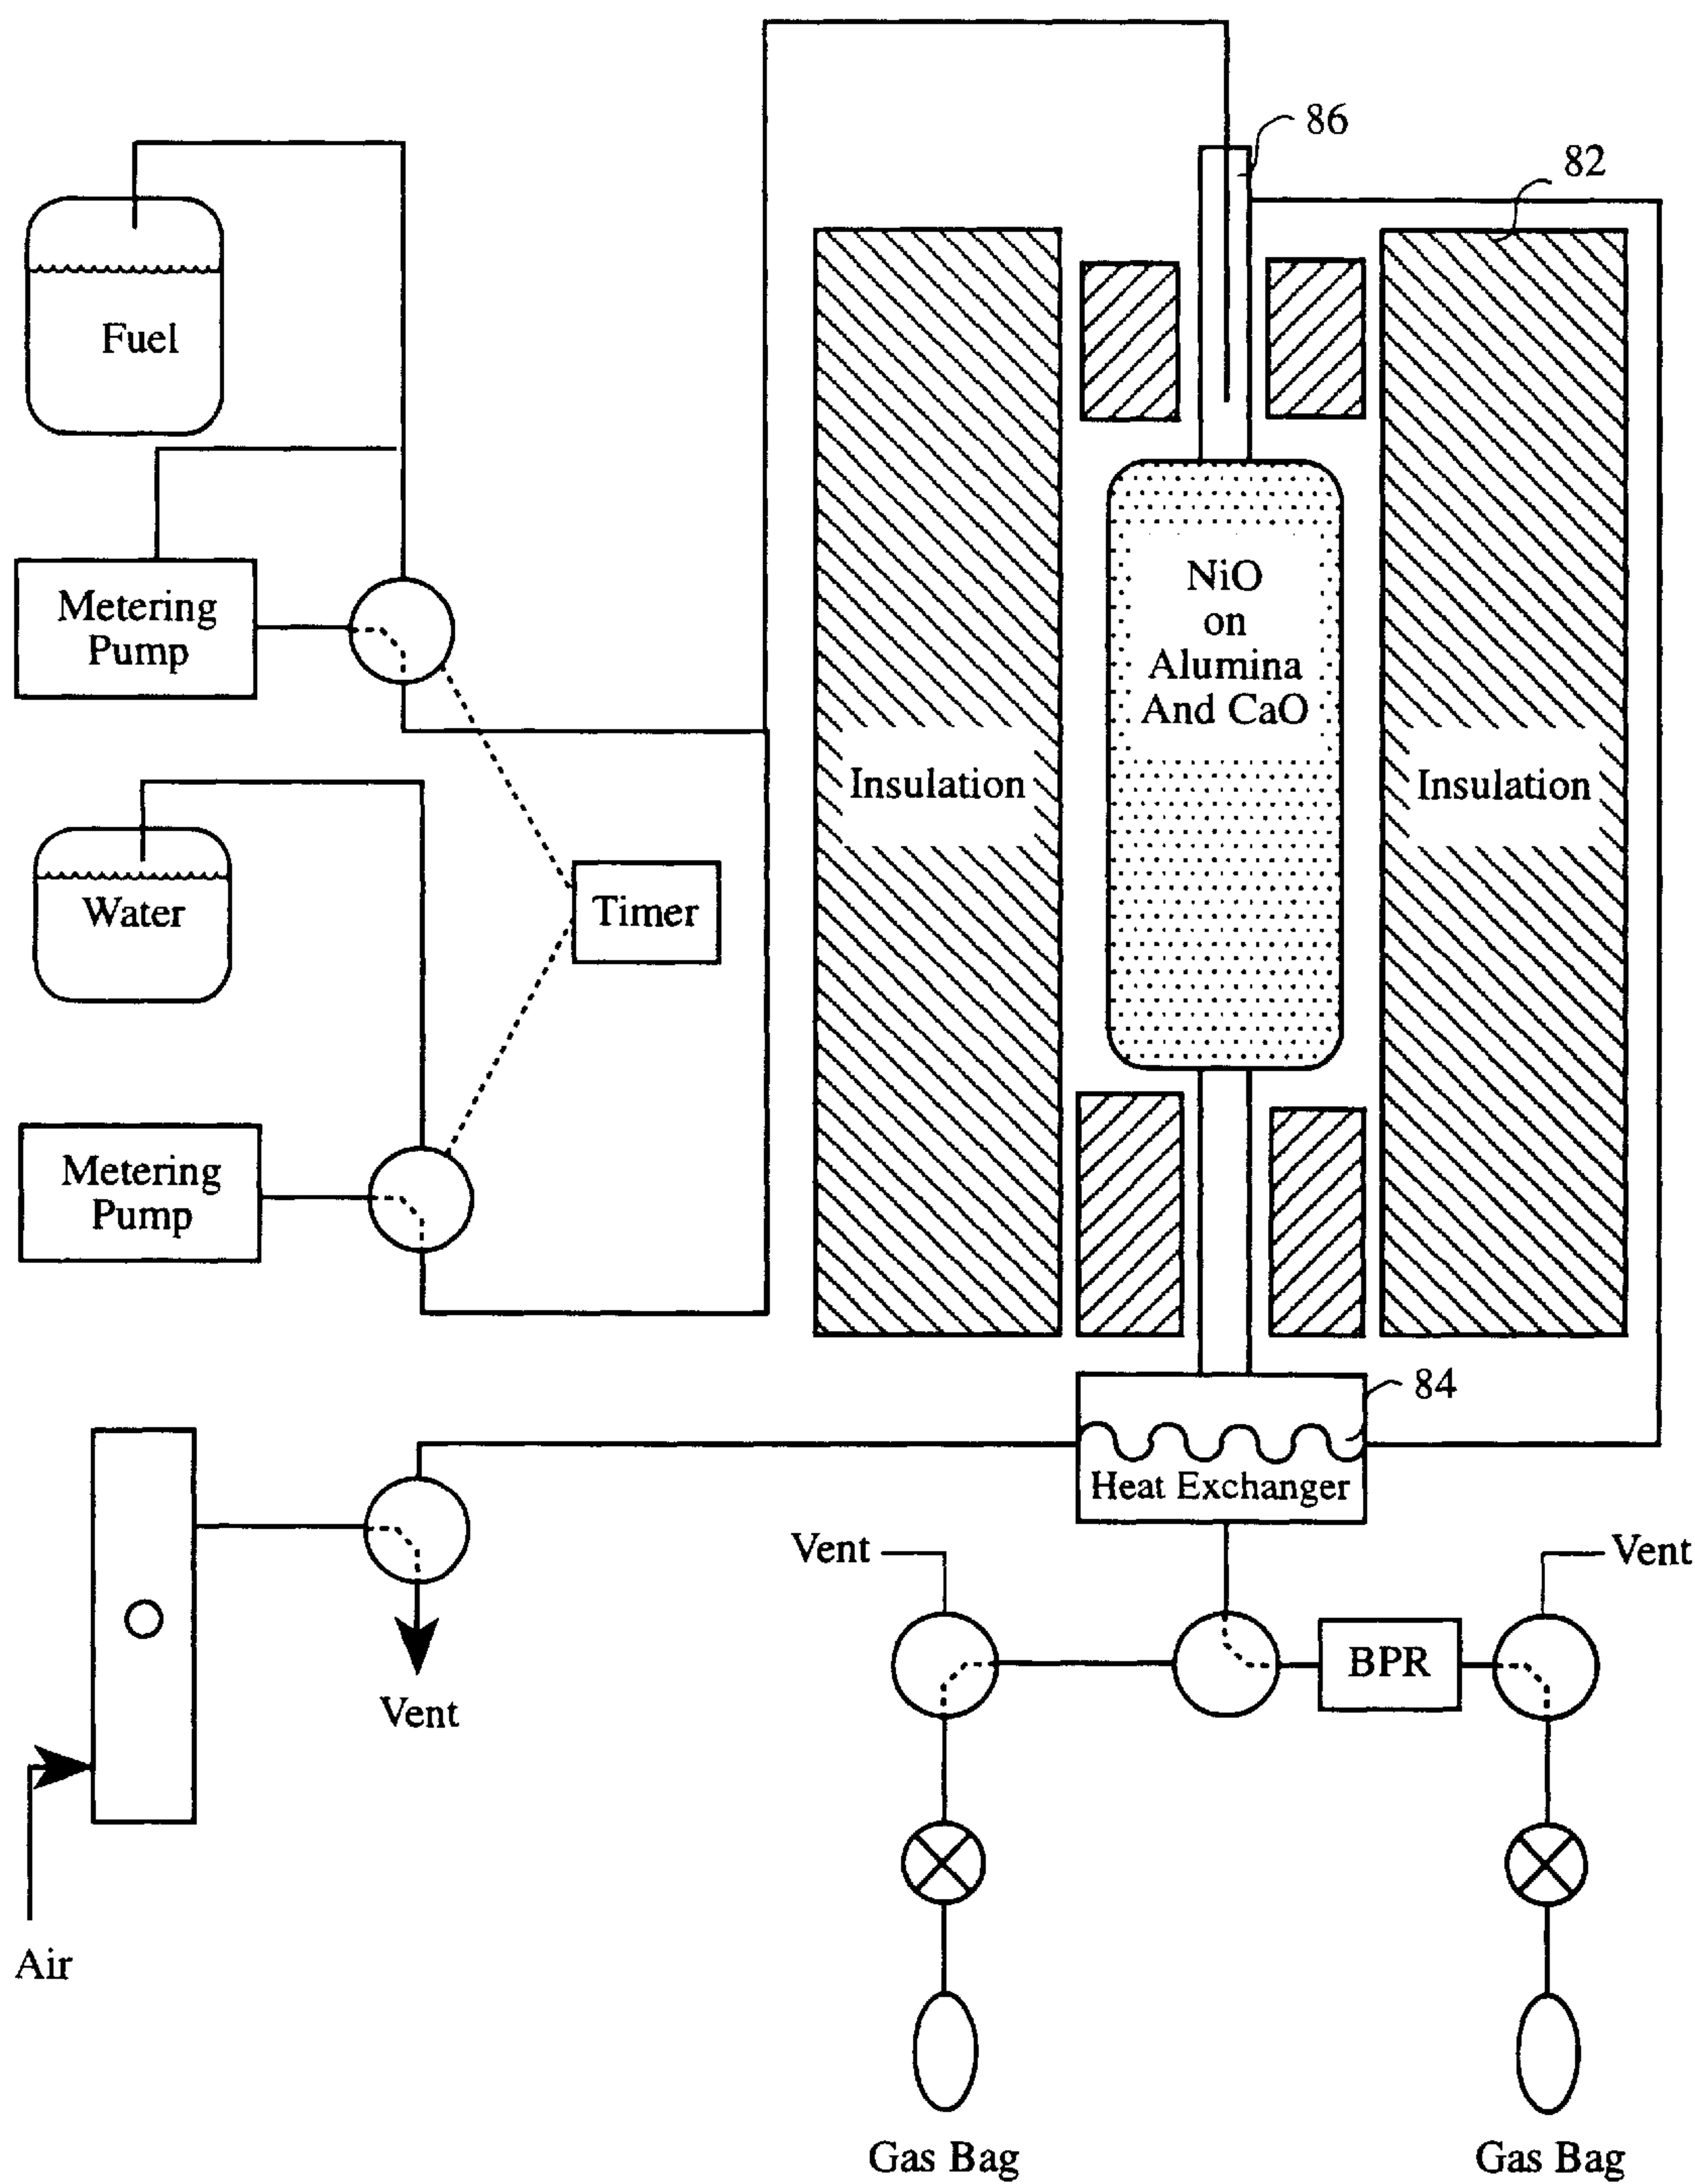 86
82
Fuel
Metering
Pump
NiO
on
Alumina
And CaO
Insulation
Insulation
Water
Timer
Metering
Pump
84
Heat Exchanger
Vent
Vent
BPR
Vent
Air
Gas Bag
Gas Bag